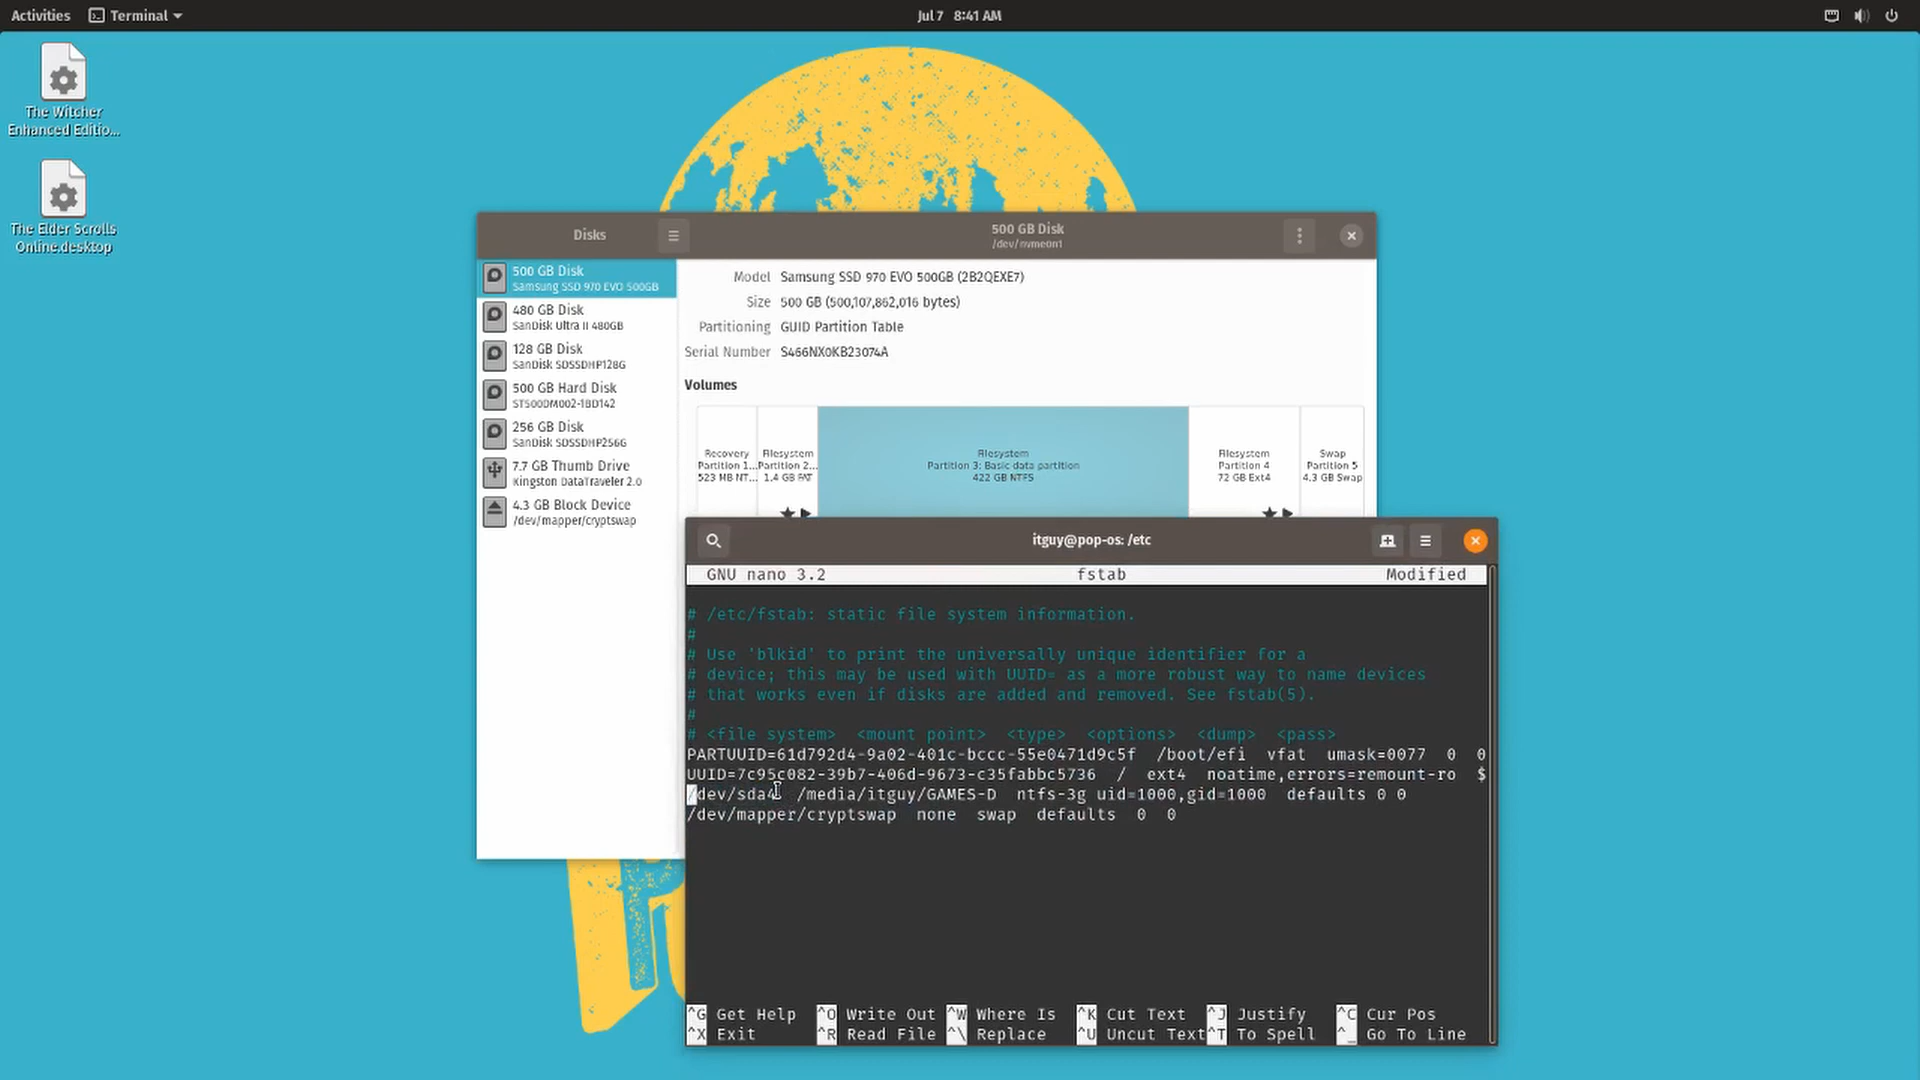 Activities
Terminal
Jul 7 8:41 AM
The Witcher
Enhanced Editio...
The Elder Scrolls
Online.desktop
Disks
500 GB Disk
/dev/nvme0n1
500 GB Disk
Samsung SSD 970 EVO 500GB
480 GB Disk
SanDisk Ultra II 480GB
128 GB Disk
SanDisk SDSSDHP128G
500 GB Hard Disk
ST500DM002-1BD142
256 GB Disk
SanDisk SDSSDHP256G
7.7 GB Thumb Drive
Kingston DataTraveler 2.0
4.3 GB Block Device
/dev/mapper/cryptswap
Model Samsung SSD 970 EVO 500GB (2B2QEXE7)
Size 500 GB (500,107,862,016 bytes)
Partitioning GUID Partition Table
Serial Number S466NX0KB23074A
Volumes
Recovery
Partition 1...
523 MB NT...
Filesystem
Partition 2...
1.4 GB FAT
Filesystem
Partition 3: Basic data partition
422 GB NTFS
Filesystem
Partition 4
72 GB Ext4
Swap
Partition 5
4.3 GB Swap
itguy@pop-os: /etc
GNU nano 3.2 fstab Modified
# /etc/fstab: static file system information.
#
# Use 'blkid' to print the universally unique identifier for a
# device; this may be used with UUID= as a more robust way to name devices
# that works even if disks are added and removed. See fstab(5).
#
# <file system> <mount point> <type> <options> <dump> <pass>
PARTUUID=61d792d4-9a02-401c-bccc-55e0471d9c5f /boot/efi vfat umask=0077 0 0
UUID=7c95c082-39b7-406d-9673-c35fabbc5736 / ext4 noatime,errors=remount-ro $
/dev/sda4 /media/itguy/GAMES-D ntfs-3g uid=1000,gid=1000 defaults 0 0
/dev/mapper/cryptswap none swap defaults 0 0
^G Get Help ^O Write Out ^W Where Is ^K Cut Text ^J Justify ^C Cur Pos
^X Exit ^R Read File ^\ Replace ^U Uncut Text ^T To Spell ^_ Go To Line